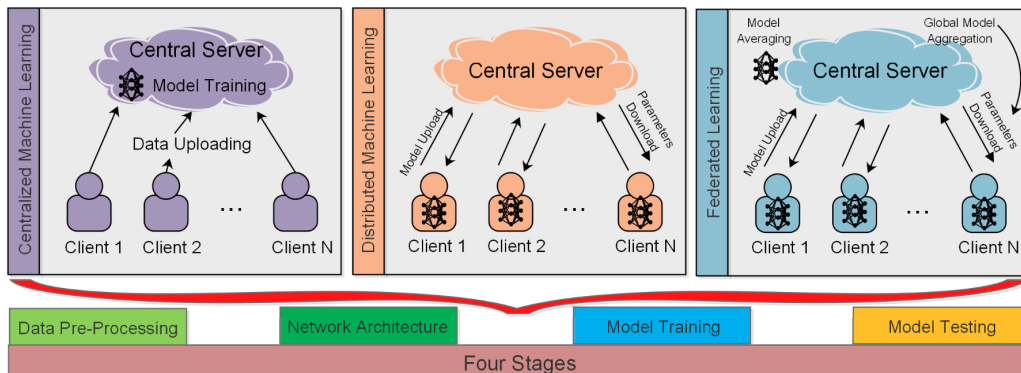 Centralized Machine Learning
Central Server
Model Training
Data Uploading
...
Client 1
Client 2
Client N
Distributed Machine Learning
Central Server
Model Upload
Parameters
Download
...
Client 1
Client 2
Client N
Federated Learning
Model
Averaging
Global Model
Aggregation
Central Server
Model Upload
Parameters
Download
...
Client 1
Client 2
Client N
Data Pre-Processing
Network Architecture
Model Training
Model Testing
Four Stages